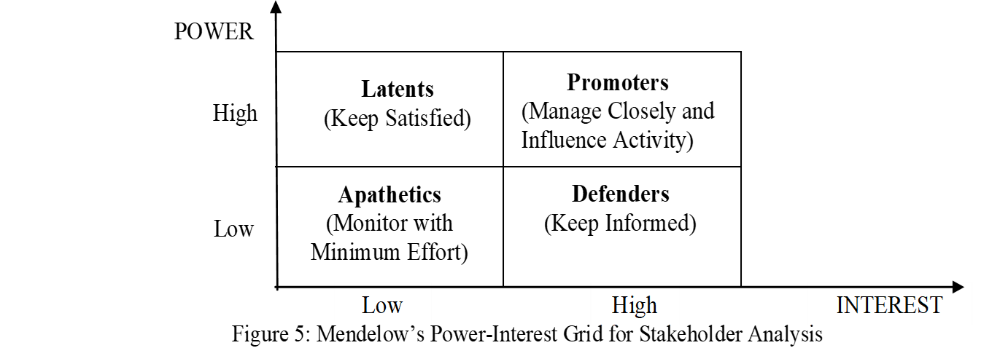 POWER
High
Latents
(Keep Satisfied)
Promoters
(Manage Closely and
Influence Activity)
Low
Apathetics
(Monitor with
Minimum Effort)
Defenders
(Keep Informed)
Low
High
INTEREST
Figure 5: Mendelow’s Power-Interest Grid for Stakeholder Analysis